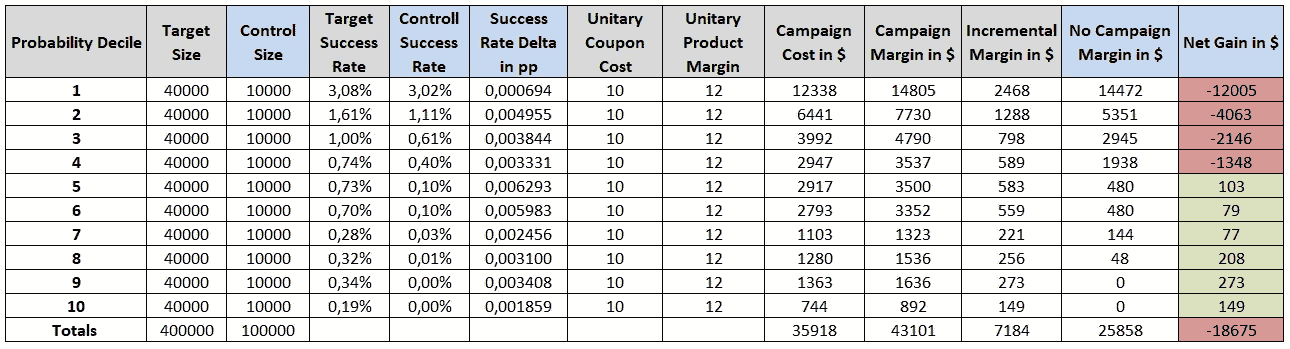 Probability Decile | Target Size | Control Size | Target Success Rate | Controll Success Rate | Success Rate Delta in pp | Unitary Coupon Cost | Unitary Product Margin | Campaign Cost in $ | Campaign Margin in $ | Incremental Margin in $ | No Campaign Margin in $ | Net Gain in $
1 | 40000 | 10000 | 3,08% | 3,02% | 0,000694 | 10 | 12 | 12338 | 14805 | 2468 | 14472 | -12005
2 | 40000 | 10000 | 1,61% | 1,11% | 0,004955 | 10 | 12 | 6441 | 7730 | 1288 | 5351 | -4063
3 | 40000 | 10000 | 1,00% | 0,61% | 0,003844 | 10 | 12 | 3992 | 4790 | 798 | 2945 | -2146
4 | 40000 | 10000 | 0,74% | 0,40% | 0,003331 | 10 | 12 | 2947 | 3537 | 589 | 1938 | -1348
5 | 40000 | 10000 | 0,73% | 0,10% | 0,006293 | 10 | 12 | 2917 | 3500 | 583 | 480 | 103
6 | 40000 | 10000 | 0,70% | 0,10% | 0,005983 | 10 | 12 | 2793 | 3352 | 559 | 480 | 79
7 | 40000 | 10000 | 0,28% | 0,03% | 0,002456 | 10 | 12 | 1103 | 1323 | 221 | 144 | 77
8 | 40000 | 10000 | 0,32% | 0,01% | 0,003100 | 10 | 12 | 1280 | 1536 | 256 | 48 | 208
9 | 40000 | 10000 | 0,34% | 0,00% | 0,003408 | 10 | 12 | 1363 | 1636 | 273 | 0 | 273
10 | 40000 | 10000 | 0,19% | 0,00% | 0,001859 | 10 | 12 | 744 | 892 | 149 | 0 | 149
Totals | 400000 | 100000 | | | | | | 35918 | 43101 | 7184 | 25858 | -18675